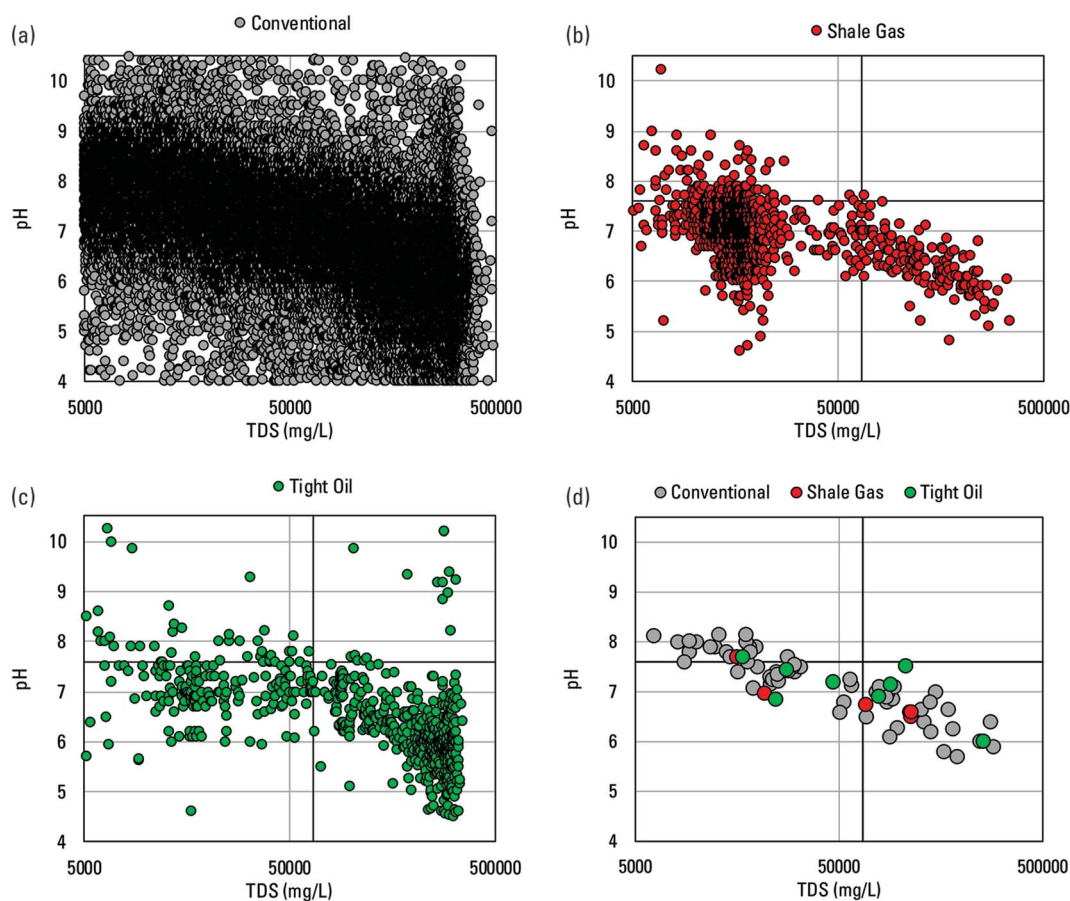 (a)
Conventional
pH
10
9
8
7
6
5
4
5000 50000 500000
TDS (mg/L)
(b)
Shale Gas
pH
10
9
8
7
6
5
4
5000 50000 500000
TDS (mg/L)
(c)
Tight Oil
pH
10
9
8
7
6
5
4
5000 50000 500000
TDS (mg/L)
(d)
Conventional Shale Gas Tight Oil
pH
10
9
8
7
6
5
4
5000 50000 500000
TDS (mg/L)